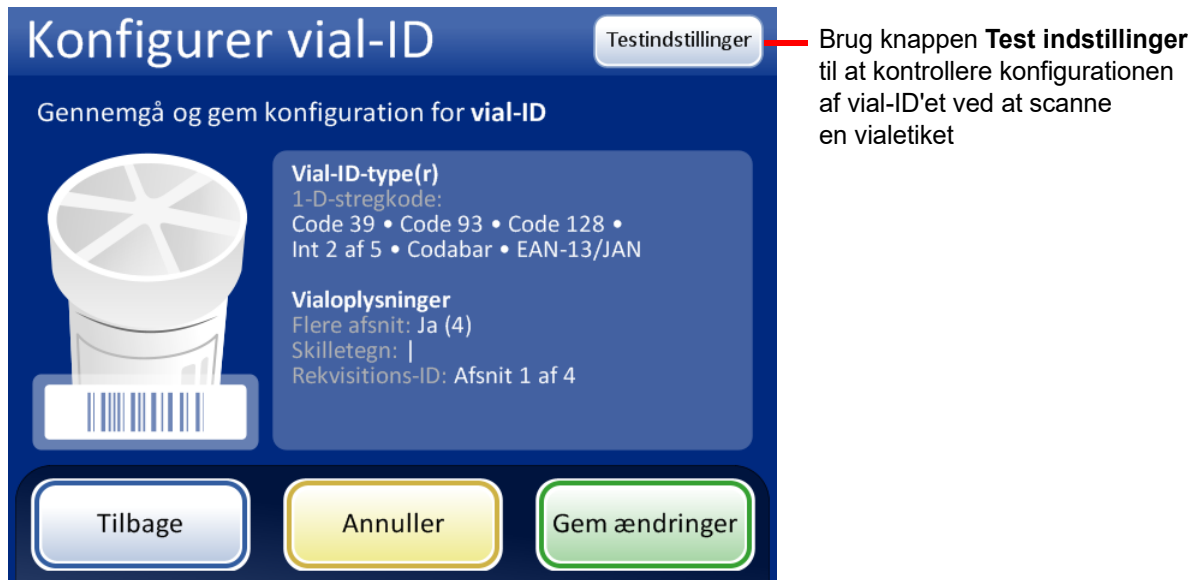 Konfigurer vial-ID
Testindstillinger
Gennemgå og gem konfiguration for vial-ID
Vial-ID-type(r)
1-D-stregkode:
Code 39 • Code 93 • Code 128 •
Int 2 af 5 • Codabar • EAN-13/JAN
Vialoplysninger
Flere afsnit: Ja (4)
Skilletegn: |
Rekvisitions-ID: Afsnit 1 af 4
Tilbage
Annuller
Gem ændringer
Brug knappen Test indstillinger
til at kontrollere konfigurationen
af vial-ID'et ved at scanne
en vialetiket